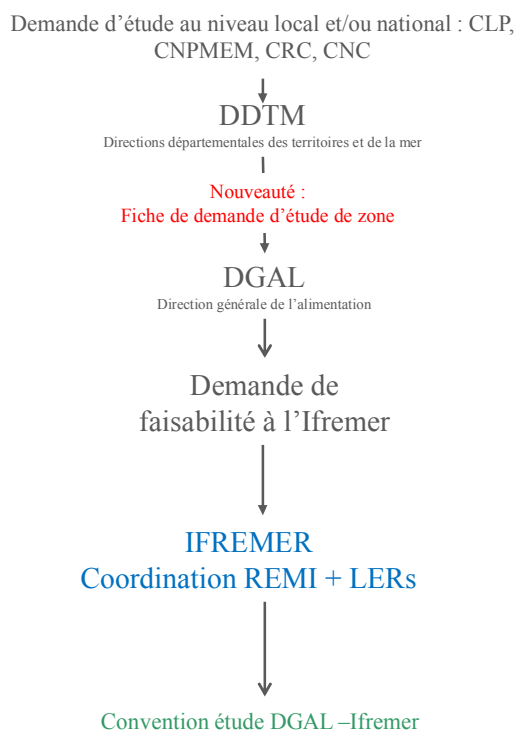 Demande d’étude au niveau local et/ou national : CLP,
CNPMEM, CRC, CNC
DDTM
Directions départementales des territoires et de la mer
Nouveauté :
Fiche de demande d’étude de zone
DGAL
Direction générale de l’alimentation
Demande de
faisabilité à l’Ifremer
IFREMER
Coordination REMI + LERs
Convention étude DGAL –Ifremer